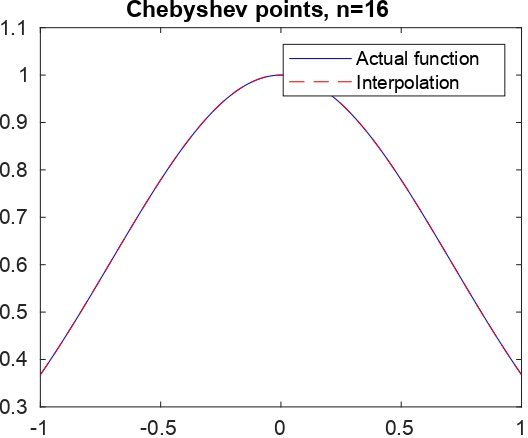 Chebyshev points, n=16
1.1
1
0.9
0.8
0.7
0.6
0.5
0.4
0.3
Actual function
Interpolation
-1 -0.5 0 0.5 1